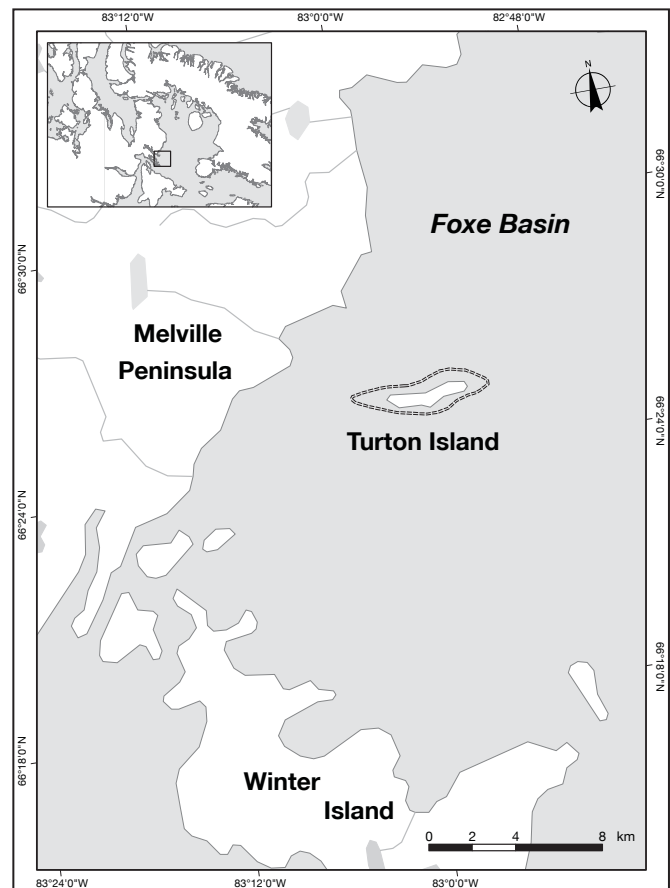 83°12'0"W 83°0'0"W 82°48'0"W
N
66°30'0"N
Foxe Basin
66°30'0"N
Melville
Peninsula
66°24'0"N
Turton Island
66°24'0"N
66°18'0"N
66°18'0"N
Winter
Island
0 2 4 8 km
83°24'0"W 83°12'0"W 83°0'0"W